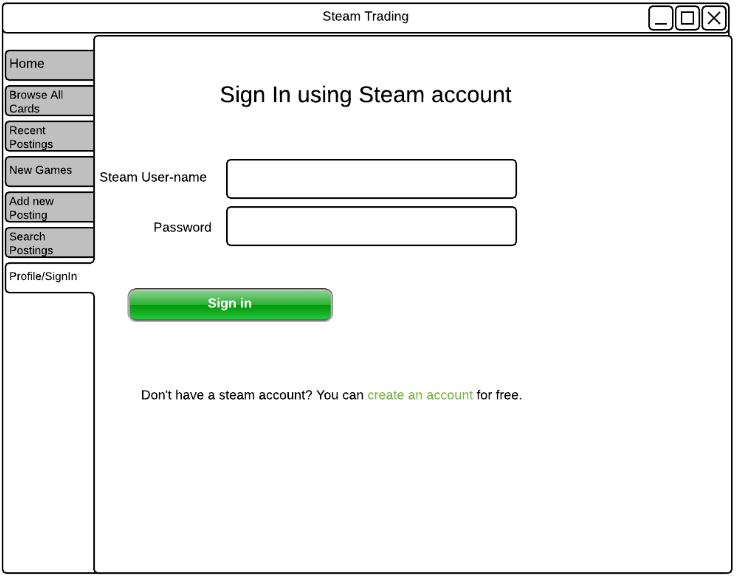 Steam Trading
Home
Browse All
Cards
Recent
Postings
New Games
Add new
Posting
Search
Postings
Profile/SignIn
Sign In using Steam account
Steam User-name
Password
Sign in
Don't have a steam account? You can create an account for free.